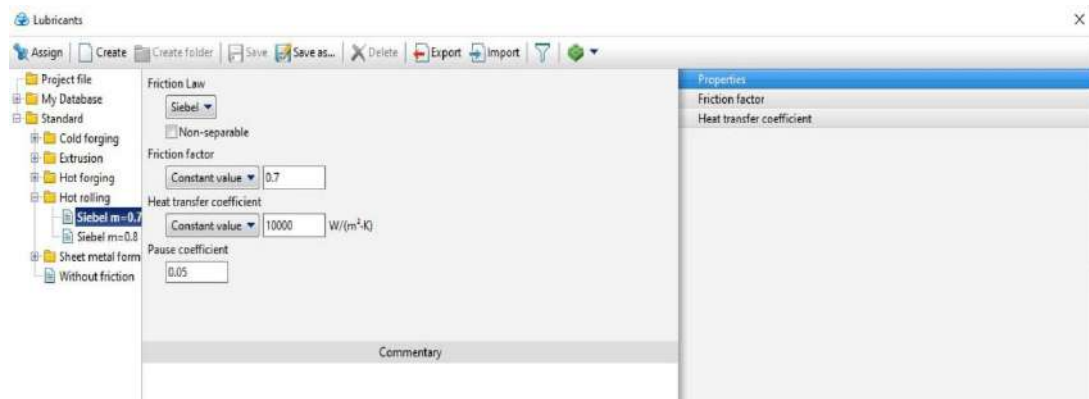 Lubricants
Assign Create Create folder Save Save as... Delete Export Import
Project file
My Database
Standard
Cold forging
Extrusion
Hot forging
Hot rolling
Siebel m=0.7
Siebel m=0.8
Sheet metal form
Without friction
Friction Law
Siebel
Non-separable
Friction factor
Constant value 0.7
Heat transfer coefficient
Constant value 10000 W/(m²·K)
Pause coefficient
0.05
Commentary
Properties
Friction factor
Heat transfer coefficient